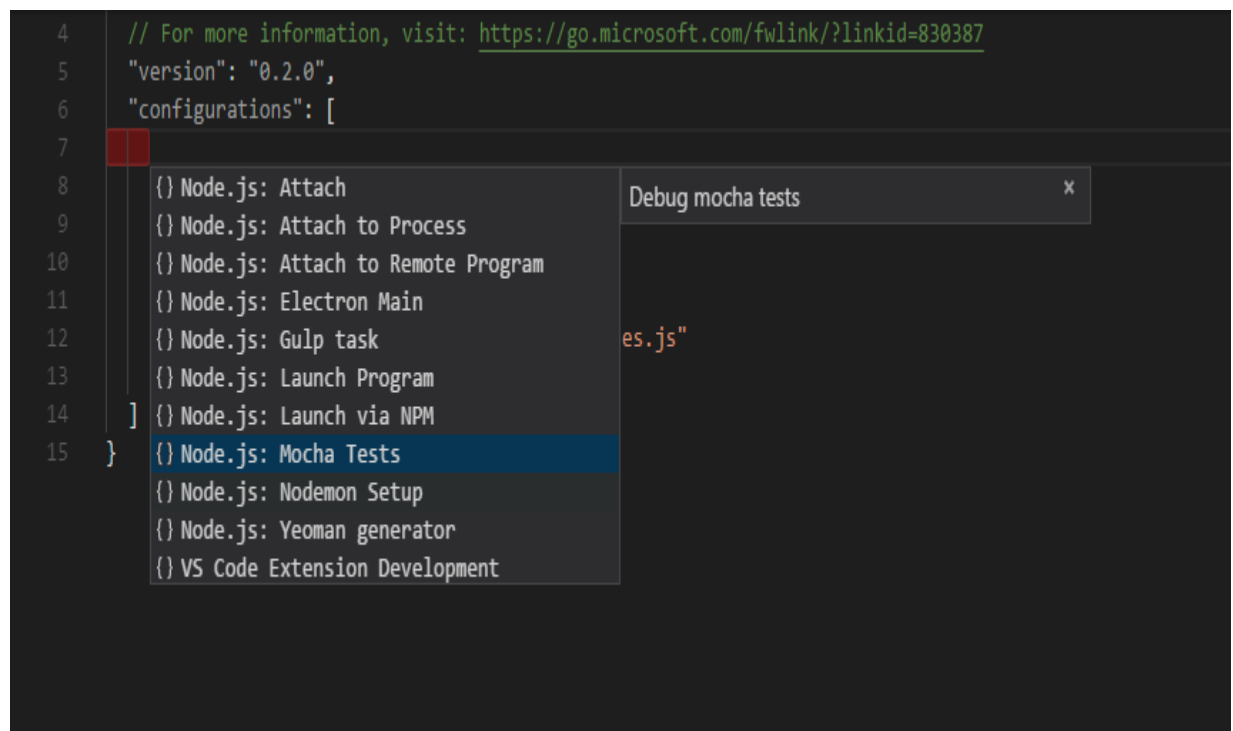 4 // For more information, visit: https://go.microsoft.com/fwlink/?linkid=830387
5 "version": "0.2.0",
6 "configurations": [
7
8 {} Node.js: Attach Debug mocha tests ×
9 {} Node.js: Attach to Process
10 {} Node.js: Attach to Remote Program
11 {} Node.js: Electron Main
12 {} Node.js: Gulp task es.js"
13 {} Node.js: Launch Program
14 ] {} Node.js: Launch via NPM
15 } {} Node.js: Mocha Tests
{} Node.js: Nodemon Setup
{} Node.js: Yeoman generator
{} VS Code Extension Development